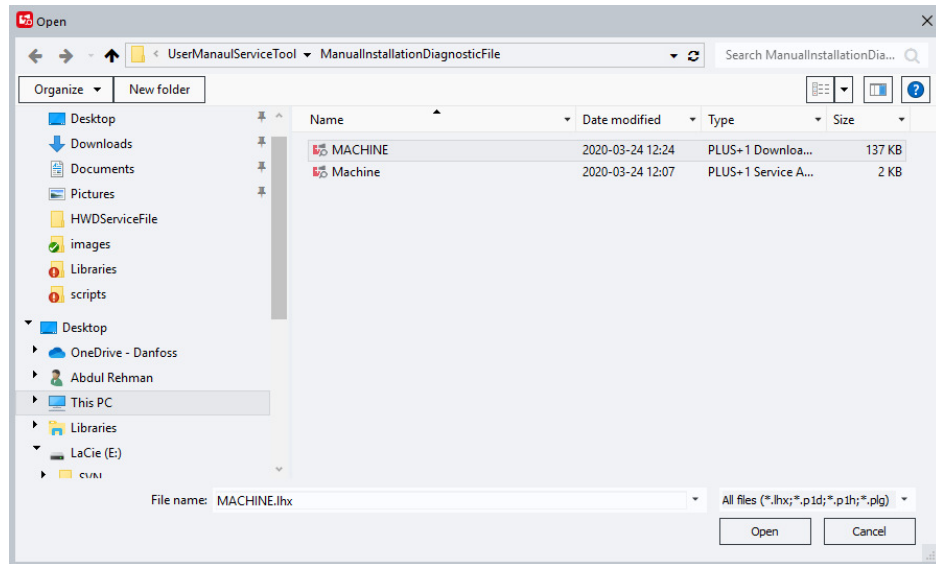 Open
UserManaulServiceTool ManualInstallationDiagnosticFile Search ManualInstallationDia...
Organize New folder
Name Date modified Type Size
Desktop
Downloads
Documents
Pictures
HWDServiceFile
images
Libraries
scripts
Desktop
OneDrive - Danfoss
Abdul Rehman
This PC
Libraries
LaCie (E:)
SVN
MACHINE 2020-03-24 12:24 PLUS+1 Downloa... 137 KB
Machine 2020-03-24 12:07 PLUS+1 Service A... 2 KB
File name: MACHINE.lhx All files (*.lhx;*.p1d;*.p1h;*.plg)
Open Cancel